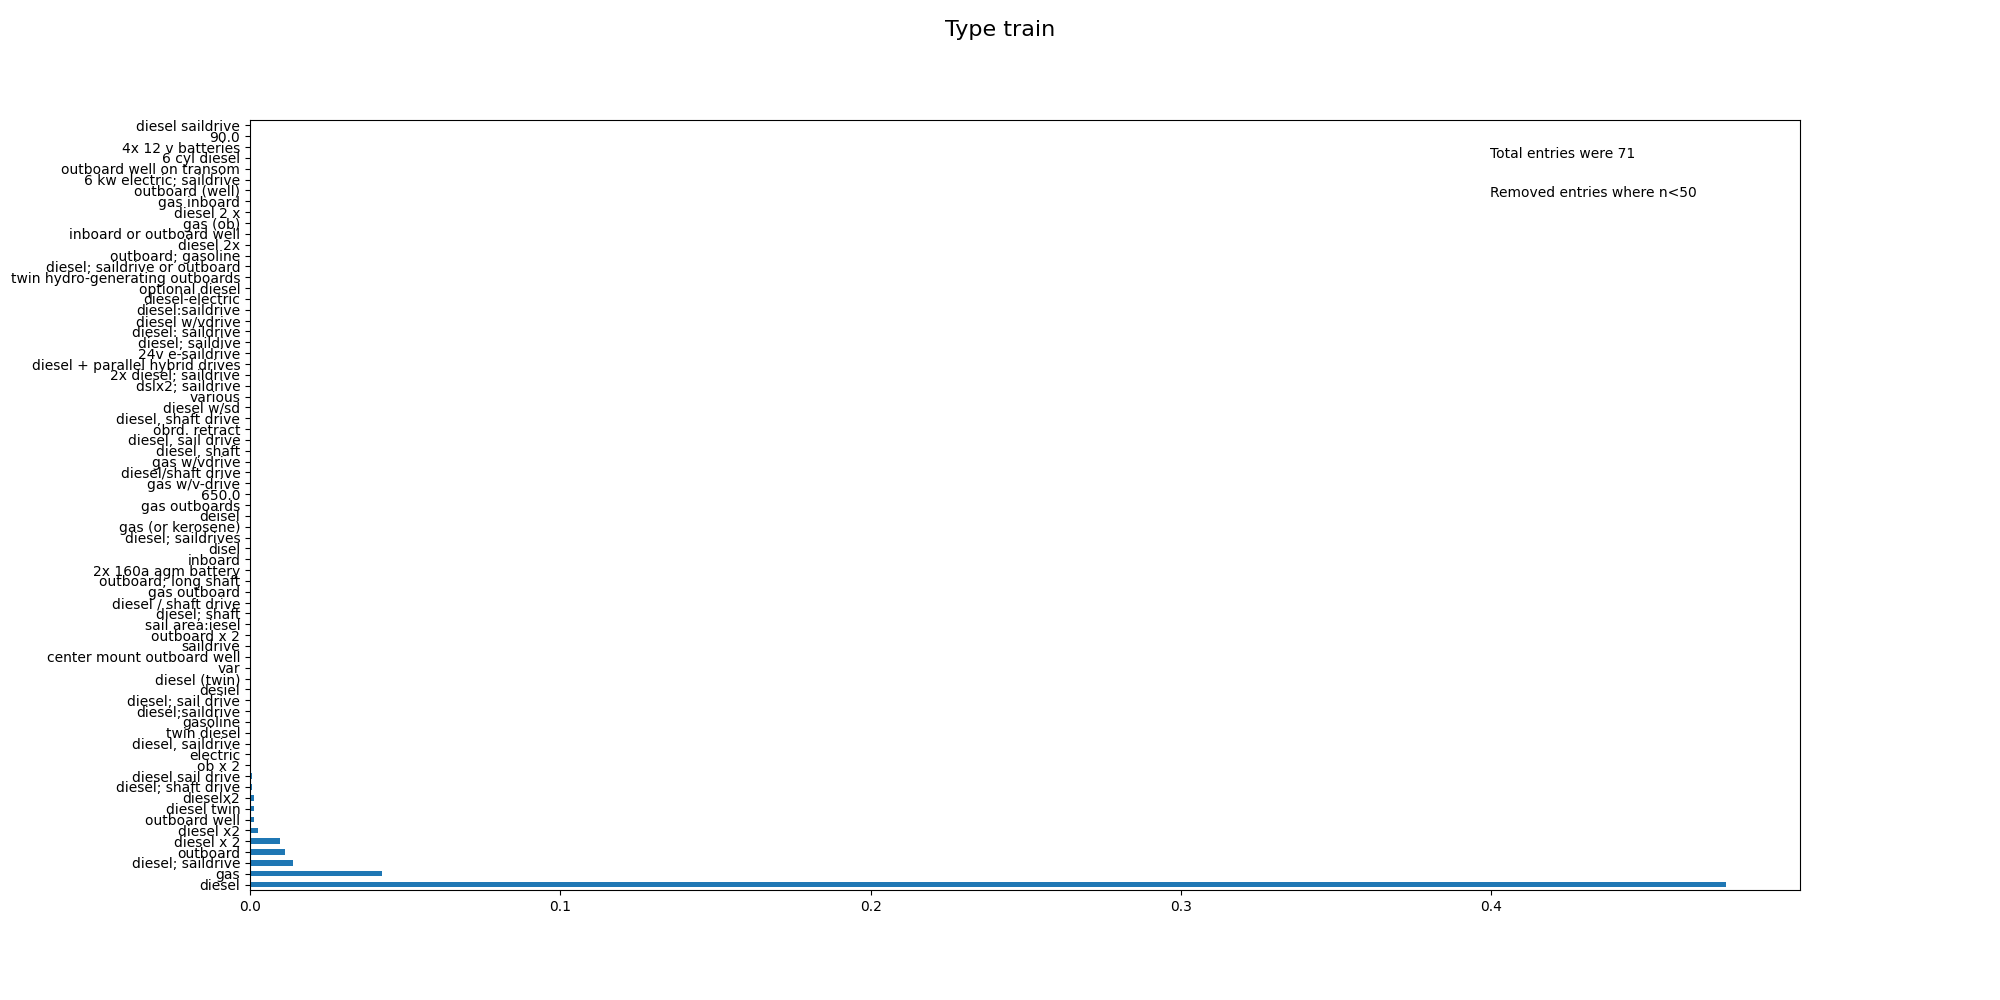 Type train
diesel saildrive
90.0
4x 12 v batteries
6 cyl diesel
outboard well on transom
6 kw electric; saildrive
outboard (well)
gas inboard
diesel 2 x
gas (ob)
inboard or outboard well
diesel 2x
outboard; gasoline
diesel; saildrive or outboard
twin hydro-generating outboards
optional diesel
diesel-electric
diesel:saildrive
diesel w/vdrive
diesel: saildrive
diesel; saildive
24v e-saildrive
diesel + parallel hybrid drives
2x diesel; saildrive
dslx2; saildrive
various
diesel w/sd
diesel, shaft drive
obrd. retract
diesel, sail drive
diesel, shaft
gas w/vdrive
diesel/shaft drive
gas w/v-drive
650.0
gas outboards
deisel
gas (or kerosene)
diesel; saildrives
disel
inboard
2x 160a agm battery
outboard; long shaft
gas outboard
diesel / shaft drive
diesel; shaft
sail area:iesel
outboard x 2
saildrive
center mount outboard well
var
diesel (twin)
desiel
diesel; sail drive
diesel;saildrive
gasoline
twin diesel
diesel, saildrive
electric
ob x 2
diesel sail drive
diesel; shaft drive
dieselx2
diesel twin
outboard well
diesel x2
diesel x 2
outboard
diesel; saildrive
gas
diesel
Total entries were 71
Removed entries where n<50
0.0 0.1 0.2 0.3 0.4